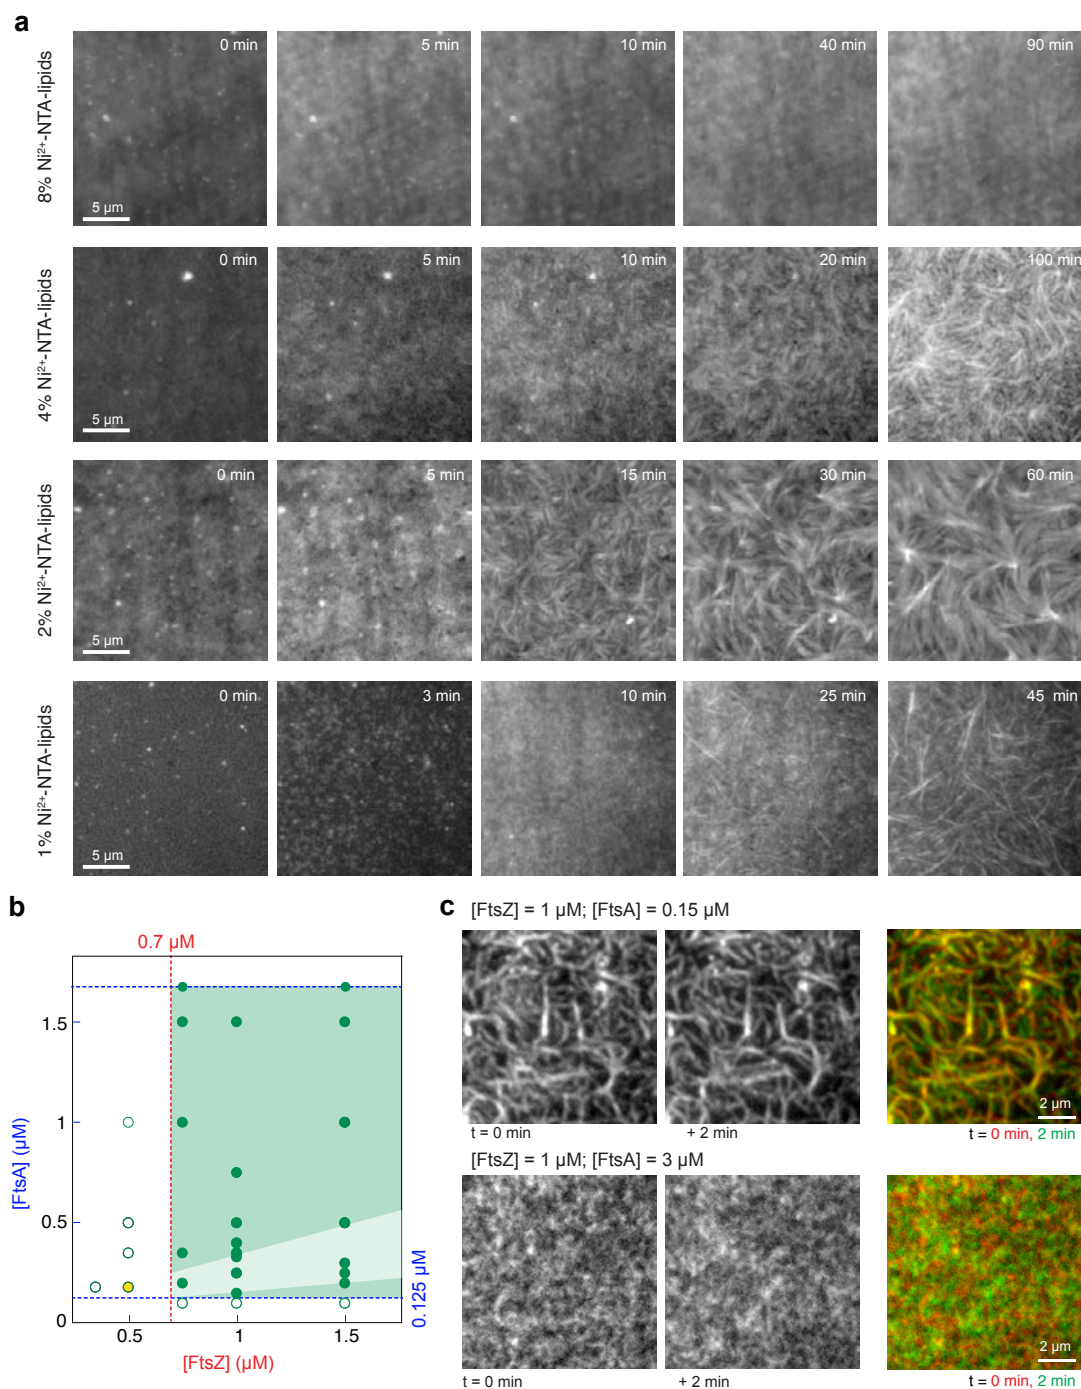 a
8% Ni²⁺-NTA-lipids
0 min
5 min
10 min
40 min
90 min
5 µm
4% Ni²⁺-NTA-lipids
0 min
5 min
10 min
20 min
100 min
5 µm
2% Ni²⁺-NTA-lipids
0 min
5 min
15 min
30 min
60 min
5 µm
1% Ni²⁺-NTA-lipids
0 min
3 min
10 min
25 min
45 min
5 µm
b
0.7 µM
[FtsA] (µM)
1.5
1
0.5
0
0.5
1
1.5
[FtsZ] (µM)
0.125 µM
c
[FtsZ] = 1 µM; [FtsA] = 0.15 µM
2 µm
t = 0 min
+ 2 min
t = 0 min, 2 min
[FtsZ] = 1 µM; [FtsA] = 3 µM
2 µm
t = 0 min
+ 2 min
t = 0 min, 2 min